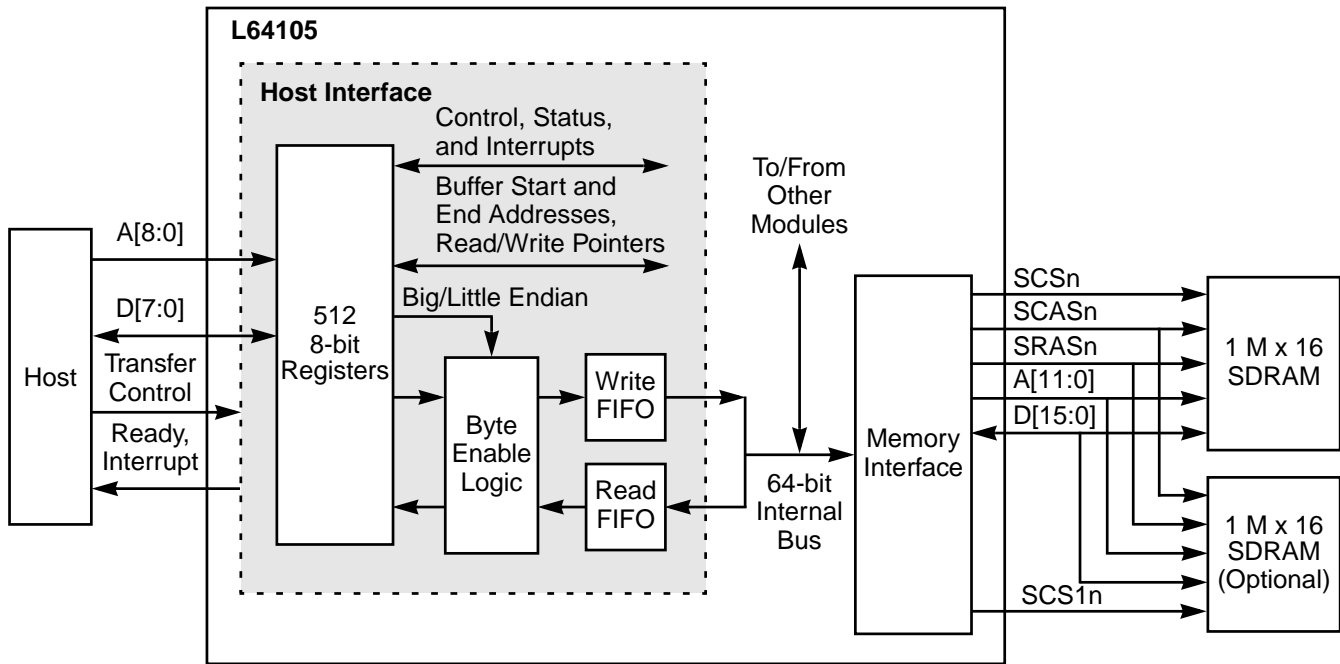 L64105
Host Interface
Control, Status,
and Interrupts
Buffer Start and
End Addresses,
Read/Write Pointers
Big/Little Endian
To/From
Other
Modules
Host
A[8:0]
D[7:0]
Transfer
Control
Ready,
Interrupt
512
8-bit
Registers
Byte
Enable
Logic
Write
FIFO
Read
FIFO
64-bit
Internal
Bus
Memory
Interface
SCSn
SCASn
SRASn
A[11:0]
D[15:0]
SCS1n
1 M x 16
SDRAM
1 M x 16
SDRAM
(Optional)